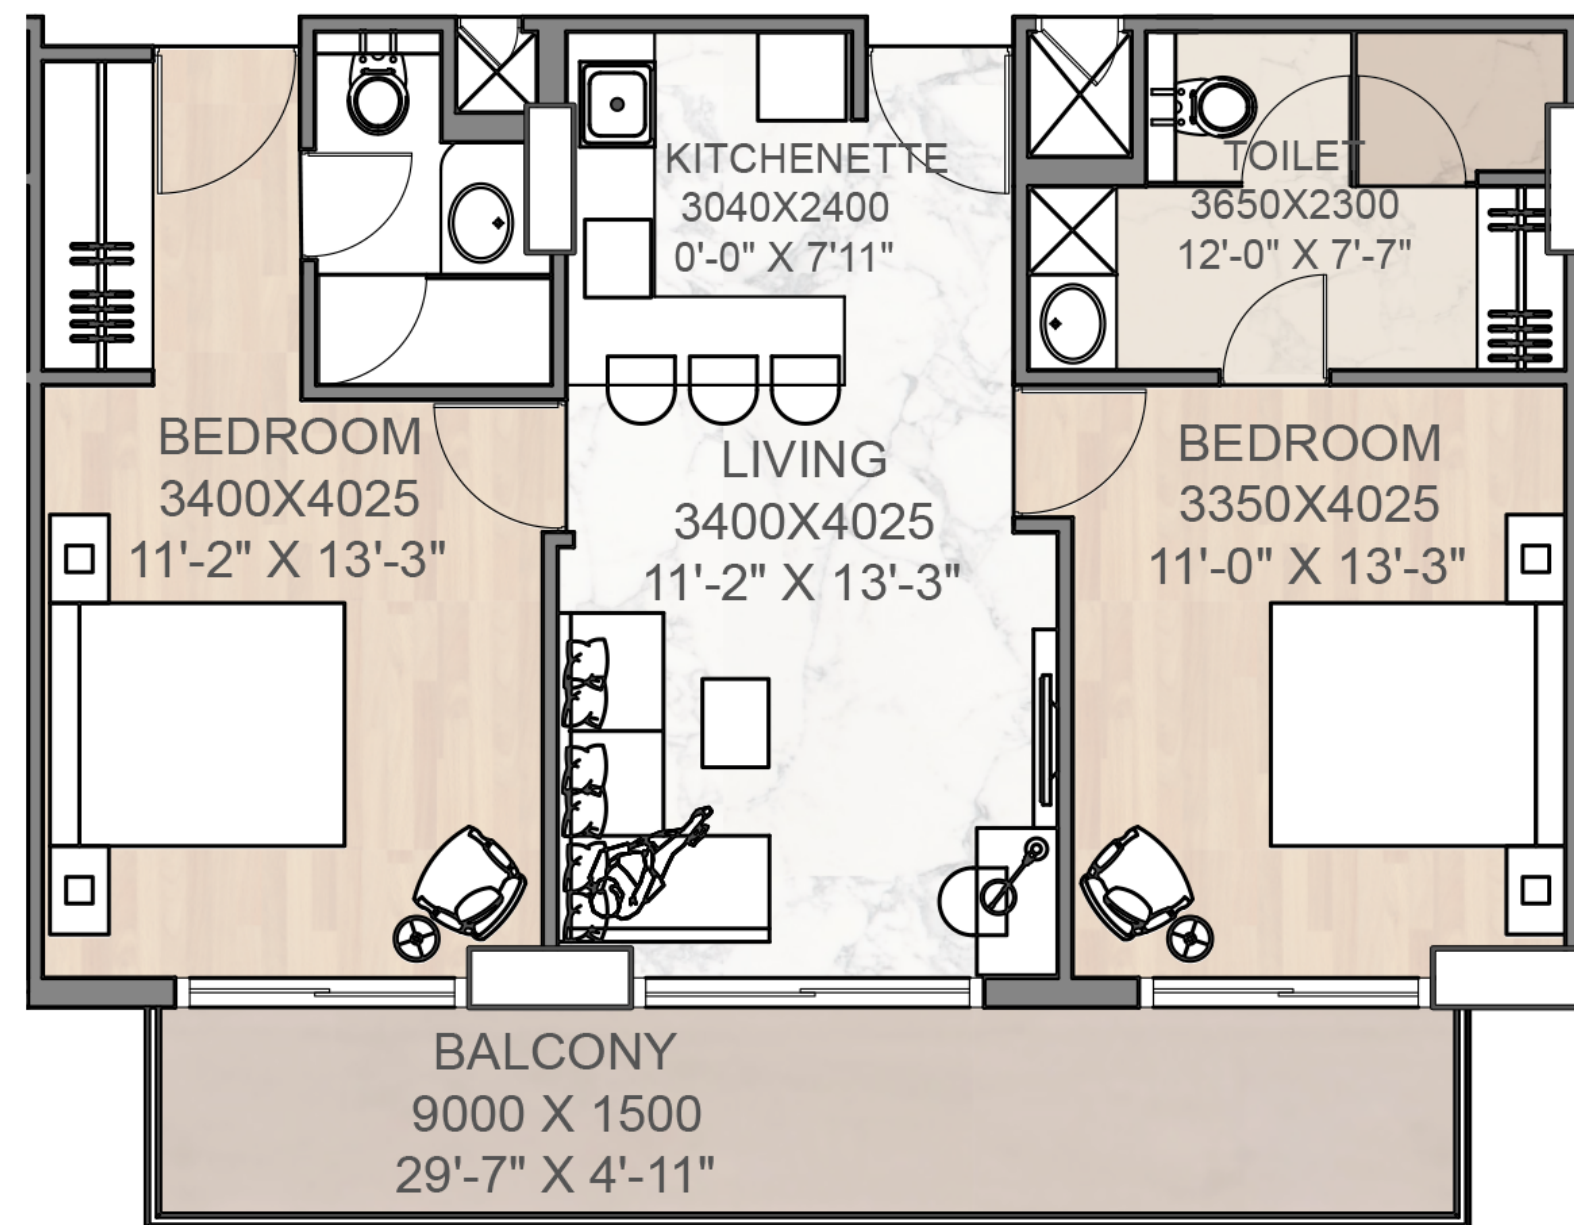 KITCHENETTE
3040X2400
0'-0" X 7'11"
TOILET
3650X2300
12'-0" X 7'-7"
BEDROOM
3400X4025
11'-2" X 13'-3"
LIVING
3400X4025
11'-2" X 13'-3"
BEDROOM
3350X4025
11'-0" X 13'-3"
BALCONY
9000 X 1500
29'-7" X 4'-11"